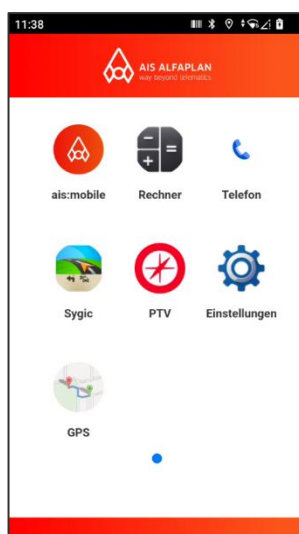 11:38
AIS ALFAPLAN
way beyond telematics
ais:mobile
Rechner
Telefon
Sygic
PTV
Einstellungen
GPS